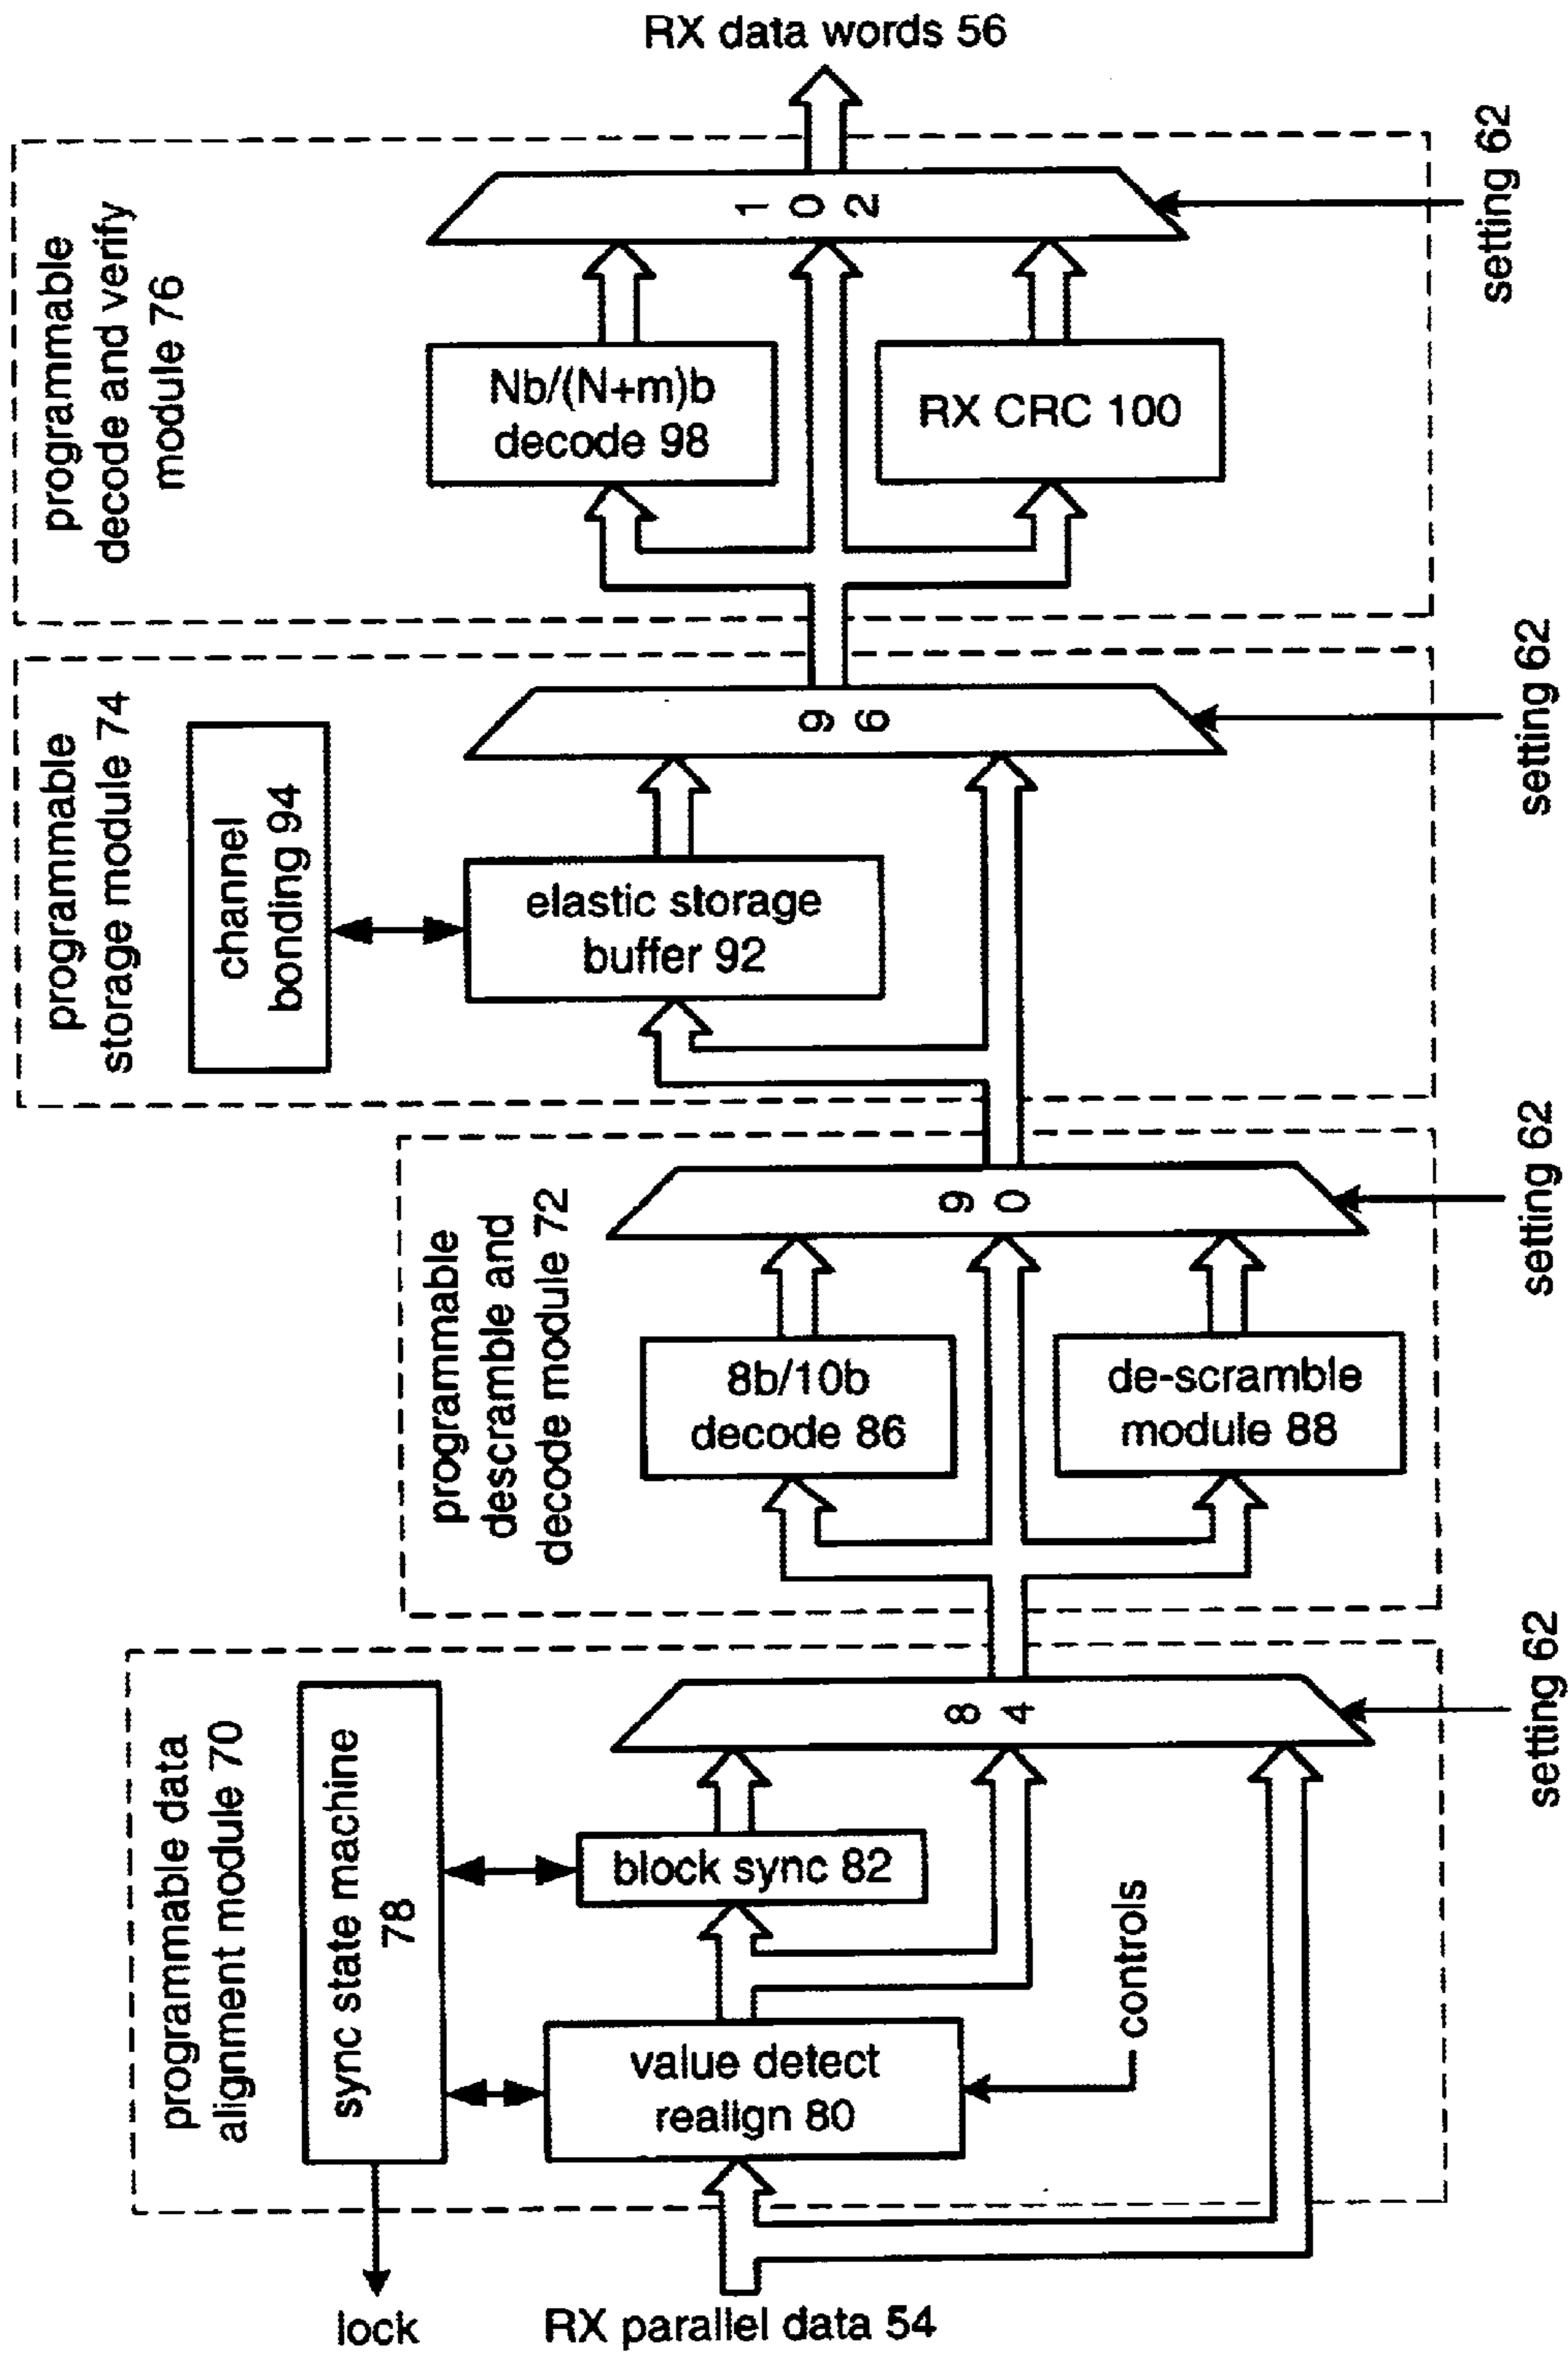 RX data words 56
programmable
decode and verify
module 76
102
setting 62
Nb/(N+m)b
decode 98
RX CRC 100
programmable
storage module 74
channel
bonding 94
96
setting 62
elastic storage
buffer 92
programmable
descramble and
decode module 72
90
setting 62
8b/10b
decode 86
de-scramble
module 88
programmable data
alignment module 70
sync state machine
78
84
setting 62
block sync 82
controls
value detect
realign 80
lock
RX parallel data 54